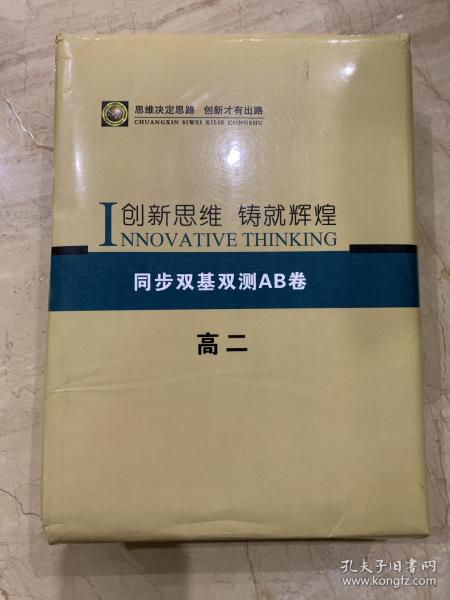 思维决定思路 创新才有出路
CHUANGXIN SIWEI XILIE CONGSHU
创新思维 铸就辉煌
INNOVATIVE THINKING
同步双基双测AB卷
高二
孔夫子旧书网
www.kongfz.com